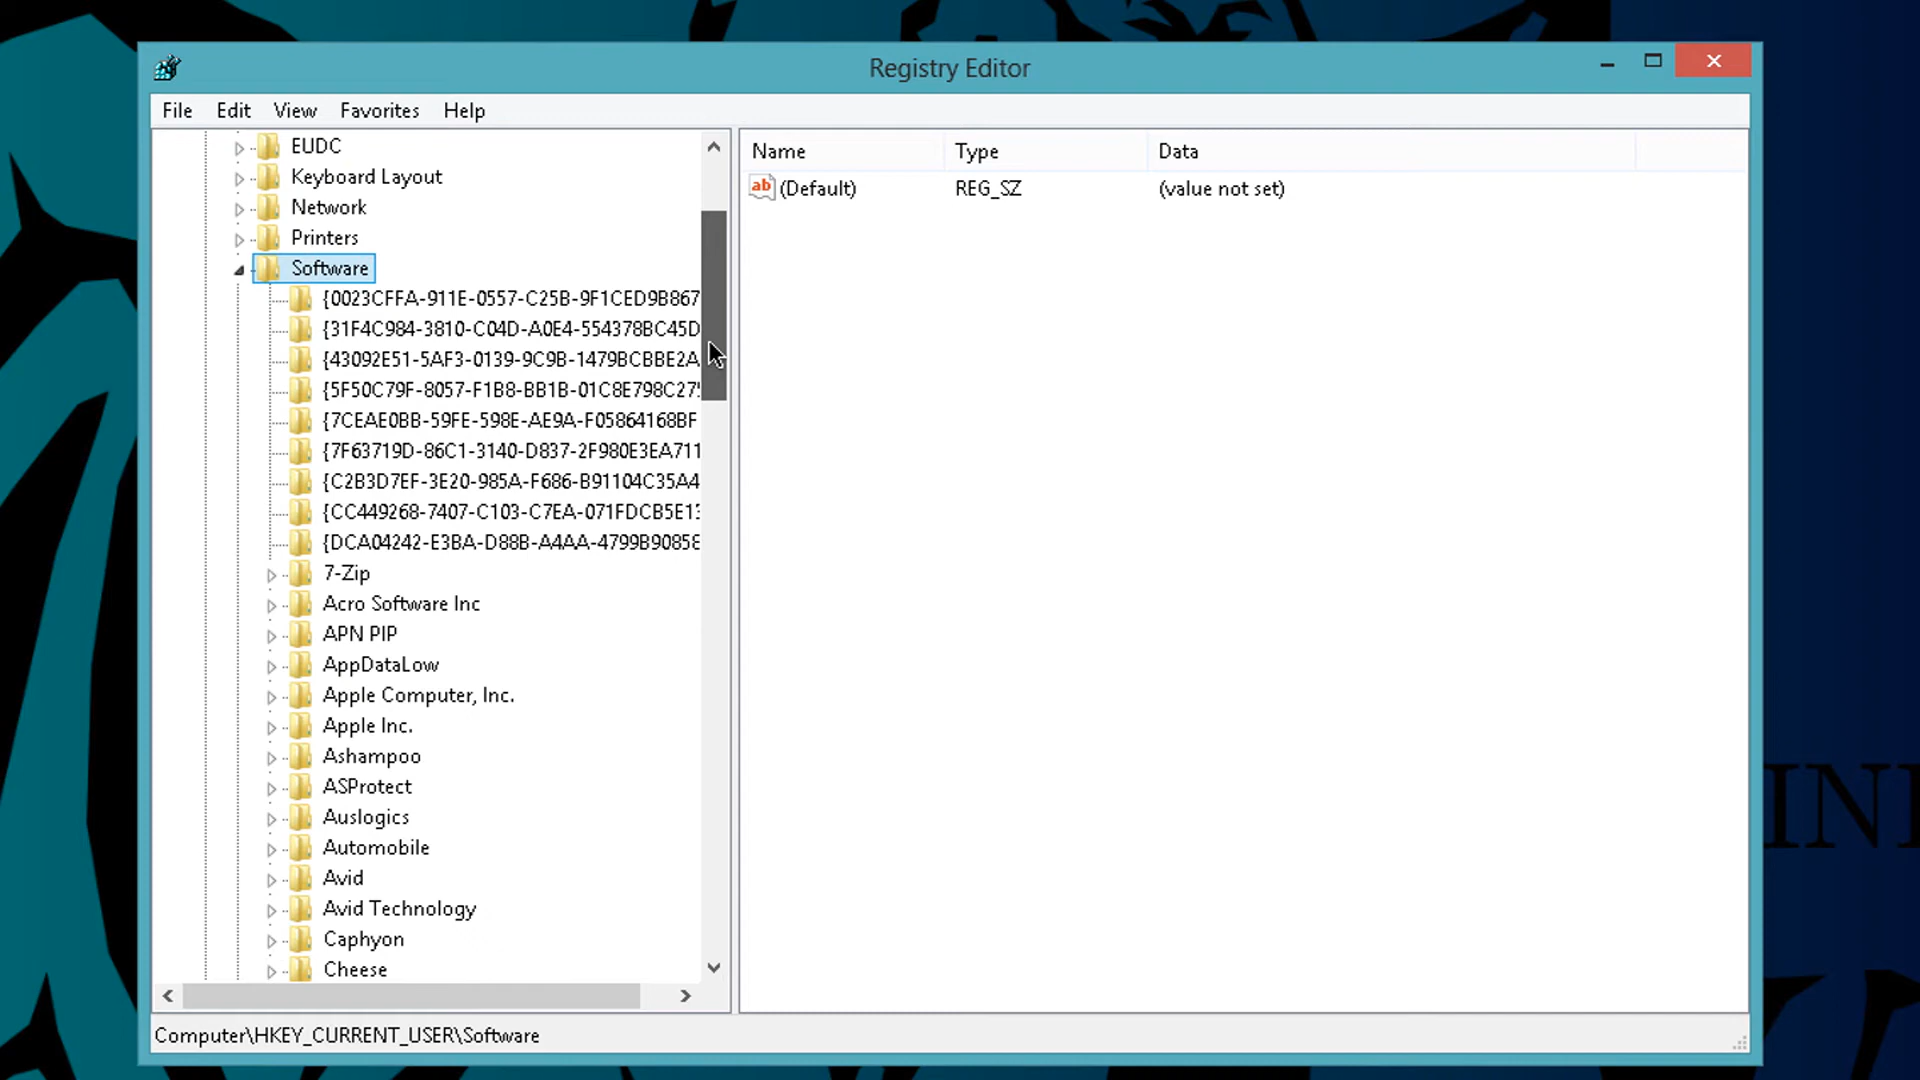 Registry Editor
File Edit View Favorites Help
EUDC
Keyboard Layout
Network
Printers
Software
{0023CFFA-911E-0557-C25B-9F1CED9B867
{31F4C984-3810-C04D-A0E4-554378BC45D
{43092E51-5AF3-0139-9C9B-1479BCBBE2A
{5F50C79F-8057-F1B8-BB1B-01C8E798C27
{7CEAE0BB-59FE-598E-AE9A-F05864168BF
{7F63719D-86C1-3140-D837-2F980E3EA711
{C2B3D7EF-3E20-985A-F686-B91104C35A4
{CC449268-7407-C103-C7EA-071FDCB5E13
{DCA04242-E3BA-D88B-A4AA-4799B90858
7-Zip
Acro Software Inc
APN PIP
AppDataLow
Apple Computer, Inc.
Apple Inc.
Ashampoo
ASProtect
Auslogics
Automobile
Avid
Avid Technology
Caphyon
Cheese
Name Type Data
ab (Default) REG_SZ (value not set)
Computer\HKEY_CURRENT_USER\Software